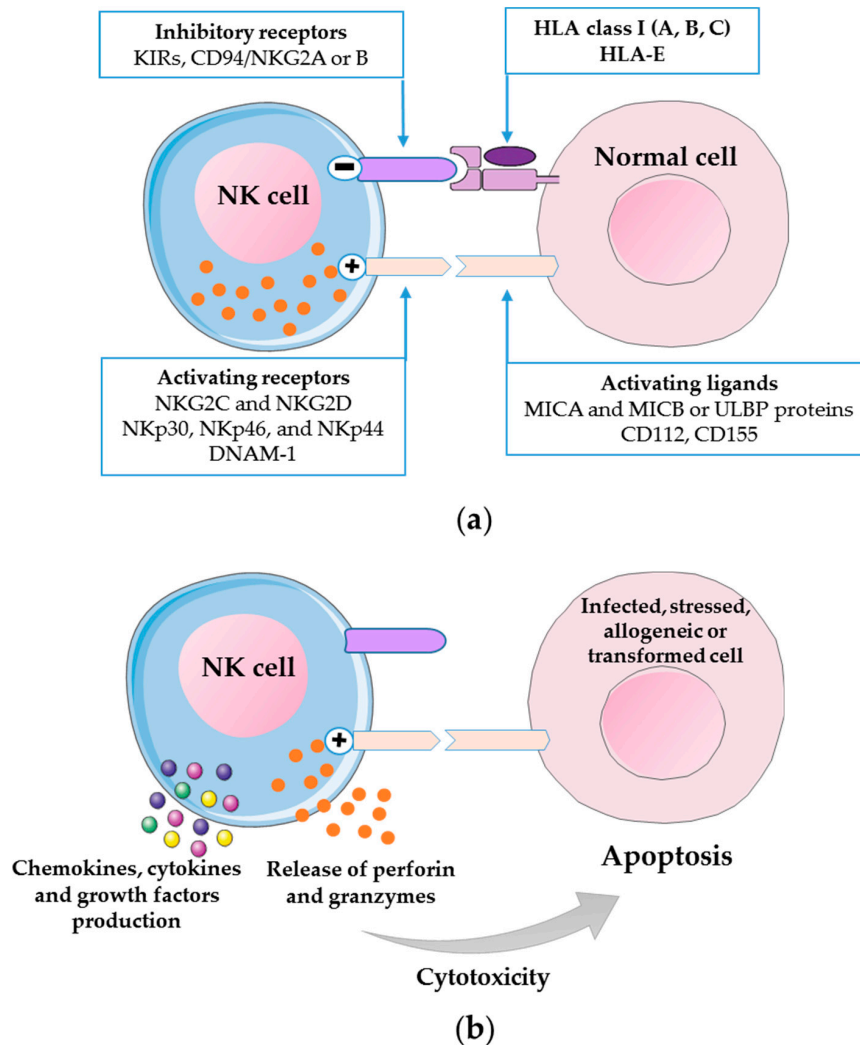 Inhibitory receptors
KIRs, CD94/NKG2A or B
HLA class I (A, B, C)
HLA-E
NK cell
−
Normal cell
+
Activating receptors
NKG2C and NKG2D
NKp30, NKp46, and NKp44
DNAM-1
Activating ligands
MICA and MICB or ULBP proteins
CD112, CD155
(a)
NK cell
Infected, stressed,
allogeneic or
transformed cell
+
Chemokines, cytokines
and growth factors
production
Release of perforin
and granzymes
Apoptosis
Cytotoxicity
(b)